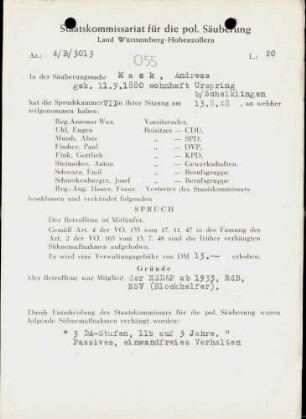 Staatskommissariat für die pol. Säuberung
Land Württemberg-Hohenzollern
Az.: 4/B/3013 L.: 20
055
In der Säuberungssache Mack, Andreas
geb. 11.9.1880 wohnhaft Urspring
b/Schelklingen
hat die Spruchkammer VII in ihrer Sitzung am 13.8.48 , an welcher
teilgenommen haben:
Reg.Assessor Wax Vorsitzender,
Uhl, Eugen Beisitzer — CDU,
Munch, Alois „ — SPD,
Fischer, Paul „ — DVP,
Fink, Gottlieb „ — KPD,
Steinacker, Anton „ — Gewerkschaften,
Schwarz, Emil „ — Berufsgruppe
Schneckenburger, Josef „ — Berufsgruppe
Reg.-Ang. Hauser, Franz Vertreter des Staatskommissars
beschlossen und verkündet folgenden
SPRUCH
Der Betroffene ist Mitläufer.
Gemäß Art. 4 der VO. 133 vom 17. 11. 47 in der Fassung des
Art. 2 der VO. 165 vom 13. 7. 48 sind die früher verhängten
Sühnemaßnahmen aufgehoben.
Es wird eine Verwaltungsgebühr von DM 15.— erhoben.
Gründe
Der Betroffene war Mitglied der NSDAP ab 1933, RdB,
NSV (Blockhelfer).
Durch Entscheidung des Staatskommissars für die pol. Säuberung waren
folgende Sühnemaßnahmen verhängt worden:
" 3 DA-Stufen, 11b auf 3 Jahre. "
Passives, einwandfreies Verhalten